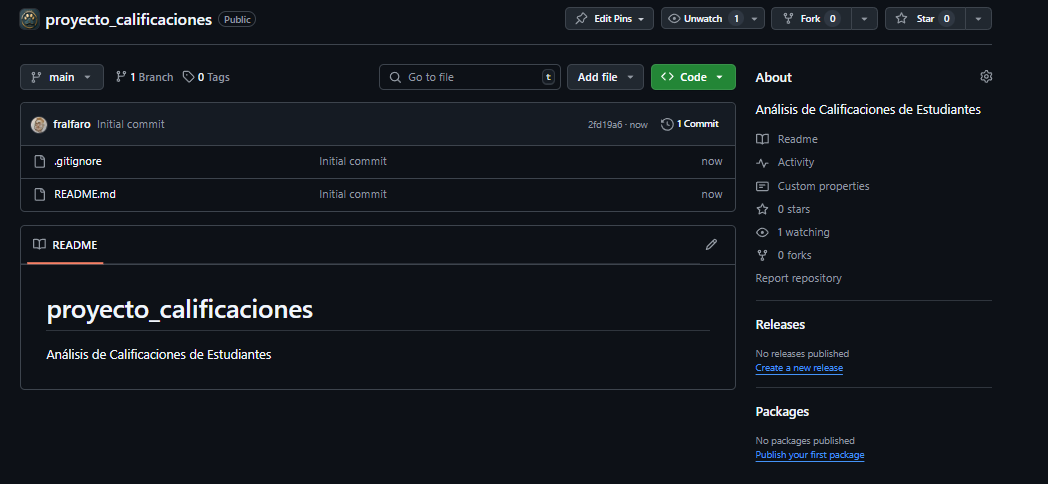 proyecto_calificaciones Public Edit Pins Unwatch 1 Fork 0 Star 0
main 1 Branch 0 Tags Go to file t Add file Code
fralfaro Initial commit 2fd19a6 · now 1 Commit
.gitignore Initial commit now
README.md Initial commit now
README
proyecto_calificaciones
Análisis de Calificaciones de Estudiantes
About
Análisis de Calificaciones de Estudiantes
Readme
Activity
Custom properties
0 stars
1 watching
0 forks
Report repository
Releases
No releases published
Create a new release
Packages
No packages published
Publish your first package